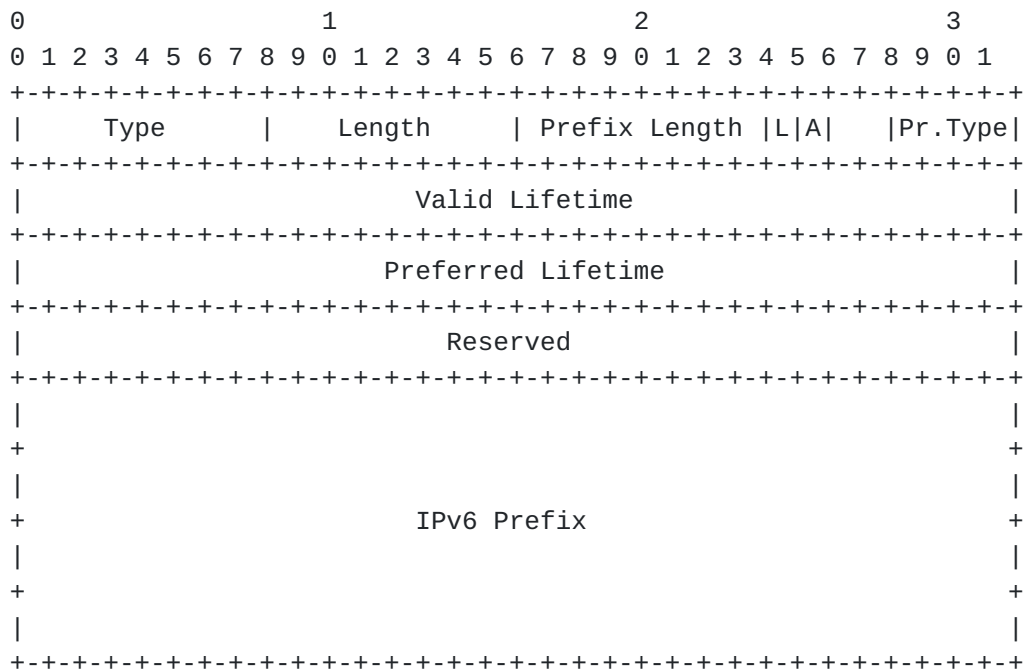 0                   1                   2                   3
0 1 2 3 4 5 6 7 8 9 0 1 2 3 4 5 6 7 8 9 0 1 2 3 4 5 6 7 8 9 0 1
+-+-+-+-+-+-+-+-+-+-+-+-+-+-+-+-+-+-+-+-+-+-+-+-+-+-+-+-+-+-+-+-+
|     Type      |    Length     | Prefix Length |L|A|   |Pr.Type|
+-+-+-+-+-+-+-+-+-+-+-+-+-+-+-+-+-+-+-+-+-+-+-+-+-+-+-+-+-+-+-+-+
|                         Valid Lifetime                        |
+-+-+-+-+-+-+-+-+-+-+-+-+-+-+-+-+-+-+-+-+-+-+-+-+-+-+-+-+-+-+-+-+
|                       Preferred Lifetime                      |
+-+-+-+-+-+-+-+-+-+-+-+-+-+-+-+-+-+-+-+-+-+-+-+-+-+-+-+-+-+-+-+-+
|                           Reserved                            |
+-+-+-+-+-+-+-+-+-+-+-+-+-+-+-+-+-+-+-+-+-+-+-+-+-+-+-+-+-+-+-+-+
|                                                               |
+                                                               +
|                                                               |
+                         IPv6 Prefix                           +
|                                                               |
+                                                               +
|                                                               |
+-+-+-+-+-+-+-+-+-+-+-+-+-+-+-+-+-+-+-+-+-+-+-+-+-+-+-+-+-+-+-+-+